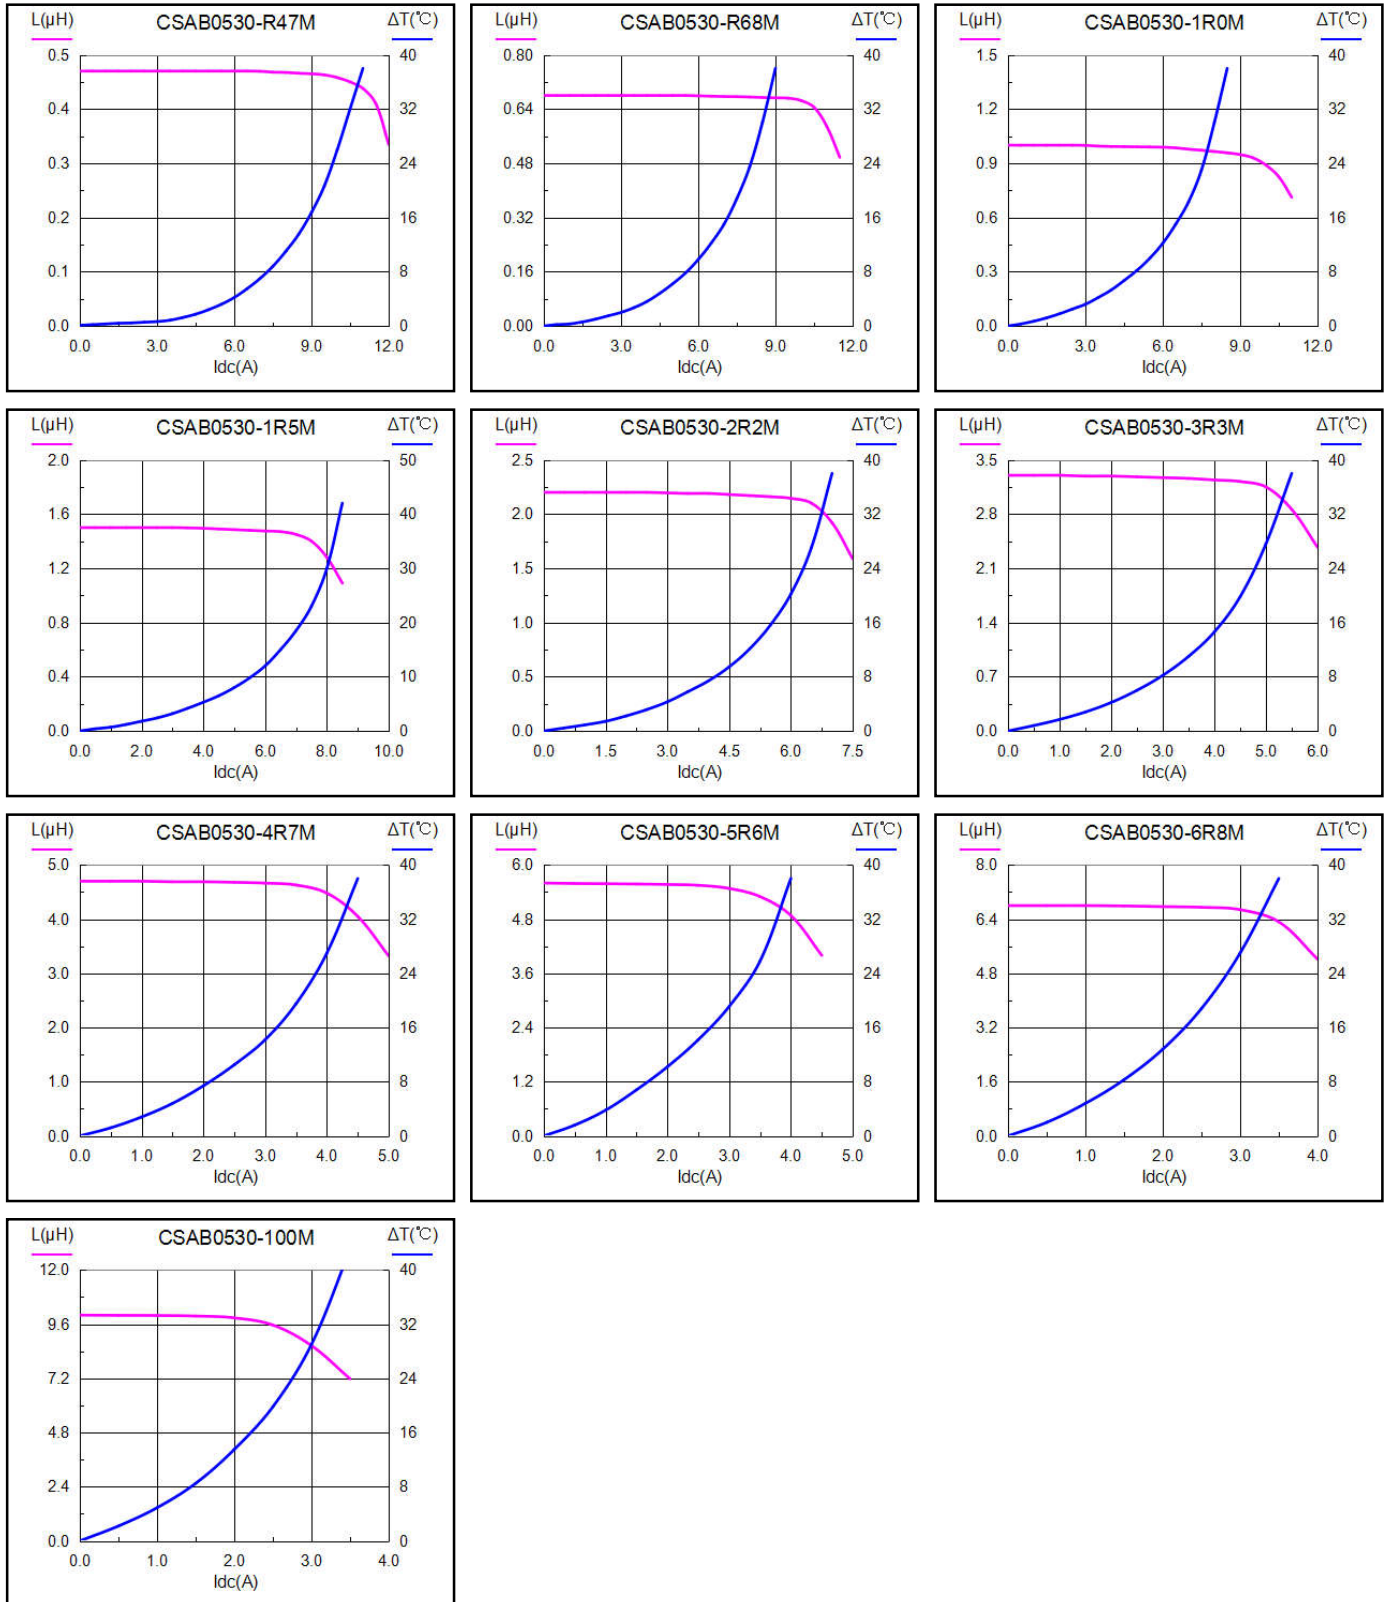 L(μH) CSAB0530-R47M ΔT(℃)
0.5 40
0.4 32
0.3 24
0.2 16
0.1 8
0.0 0
0.0 3.0 6.0 9.0 12.0
Idc(A)
L(μH) CSAB0530-R68M ΔT(℃)
0.80 40
0.64 32
0.48 24
0.32 16
0.16 8
0.00 0
0.0 3.0 6.0 9.0 12.0
Idc(A)
L(μH) CSAB0530-1R0M ΔT(℃)
1.5 40
1.2 32
0.9 24
0.6 16
0.3 8
0.0 0
0.0 3.0 6.0 9.0 12.0
Idc(A)
L(μH) CSAB0530-1R5M ΔT(℃)
2.0 50
1.6 40
1.2 30
0.8 20
0.4 10
0.0 0
0.0 2.0 4.0 6.0 8.0 10.0
Idc(A)
L(μH) CSAB0530-2R2M ΔT(℃)
2.5 40
2.0 32
1.5 24
1.0 16
0.5 8
0.0 0
0.0 1.5 3.0 4.5 6.0 7.5
Idc(A)
L(μH) CSAB0530-3R3M ΔT(℃)
3.5 40
2.8 32
2.1 24
1.4 16
0.7 8
0.0 0
0.0 1.0 2.0 3.0 4.0 5.0 6.0
Idc(A)
L(μH) CSAB0530-4R7M ΔT(℃)
5.0 40
4.0 32
3.0 24
2.0 16
1.0 8
0.0 0
0.0 1.0 2.0 3.0 4.0 5.0
Idc(A)
L(μH) CSAB0530-5R6M ΔT(℃)
6.0 40
4.8 32
3.6 24
2.4 16
1.2 8
0.0 0
0.0 1.0 2.0 3.0 4.0 5.0
Idc(A)
L(μH) CSAB0530-6R8M ΔT(℃)
8.0 40
6.4 32
4.8 24
3.2 16
1.6 8
0.0 0
0.0 1.0 2.0 3.0 4.0
Idc(A)
L(μH) CSAB0530-100M ΔT(℃)
12.0 40
9.6 32
7.2 24
4.8 16
2.4 8
0.0 0
0.0 1.0 2.0 3.0 4.0
Idc(A)